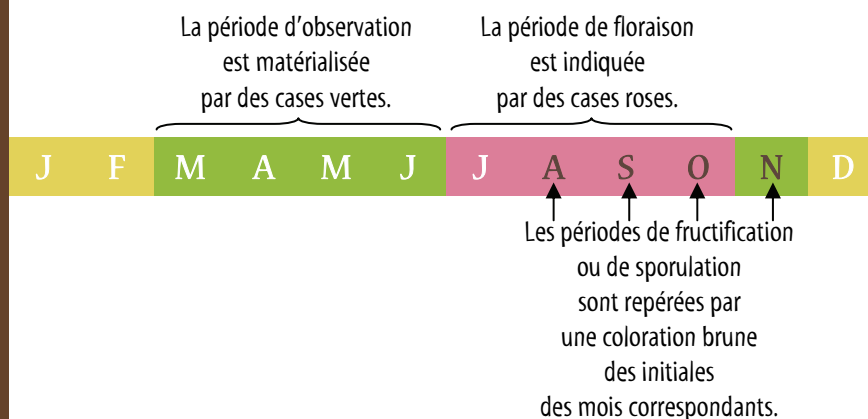 La période d'observation
est matérialisée
par des cases vertes.
La période de floraison
est indiquée
par des cases roses.
J F M A M J J A S O N D
Les périodes de fructification
ou de sporulation
sont repérées par
une coloration brune
des initiales
des mois correspondants.